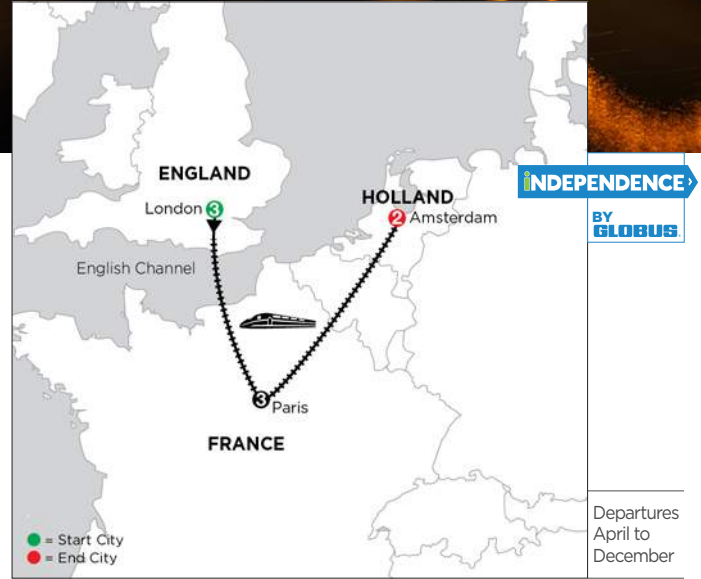 ENGLAND
London 3
HOLLAND
2 Amsterdam
English Channel
3
Paris
FRANCE
= Start City
= End City
iNDEPENDENCE
BY
GLOBUS.
Departures
April to
December